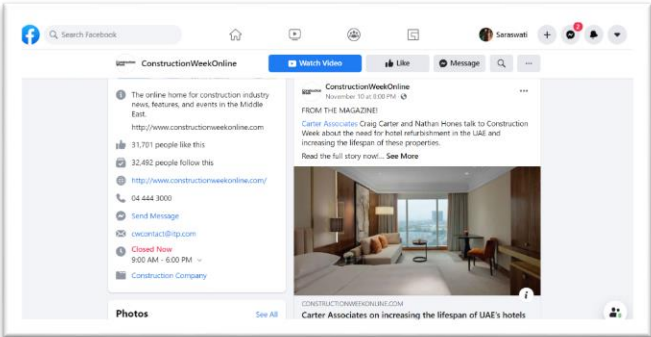 Search Facebook
Saraswati
2
ConstructionWeekOnline
Watch Video
Like
Message
The online home for construction industry
news, features, and events in the Middle
East.
http://www.constructionweekonline.com
31,701 people like this
32,492 people follow this
http://www.constructionweekonline.com/
04 444 3000
Send Message
cwcontact@itp.com
Closed Now
9:00 AM - 6:00 PM
Construction Company
Photos
See All
ConstructionWeekOnline
November 10 at 8:00 PM
FROM THE MAGAZINE!
Carter Associates Craig Carter and Nathan Hones talk to Construction
Week about the need for hotel refurbishment in the UAE and
increasing the lifespan of these properties.
Read the full story now!... See More
CONSTRUCTIONWEEKONLINE.COM
Carter Associates on increasing the lifespan of UAE's hotels